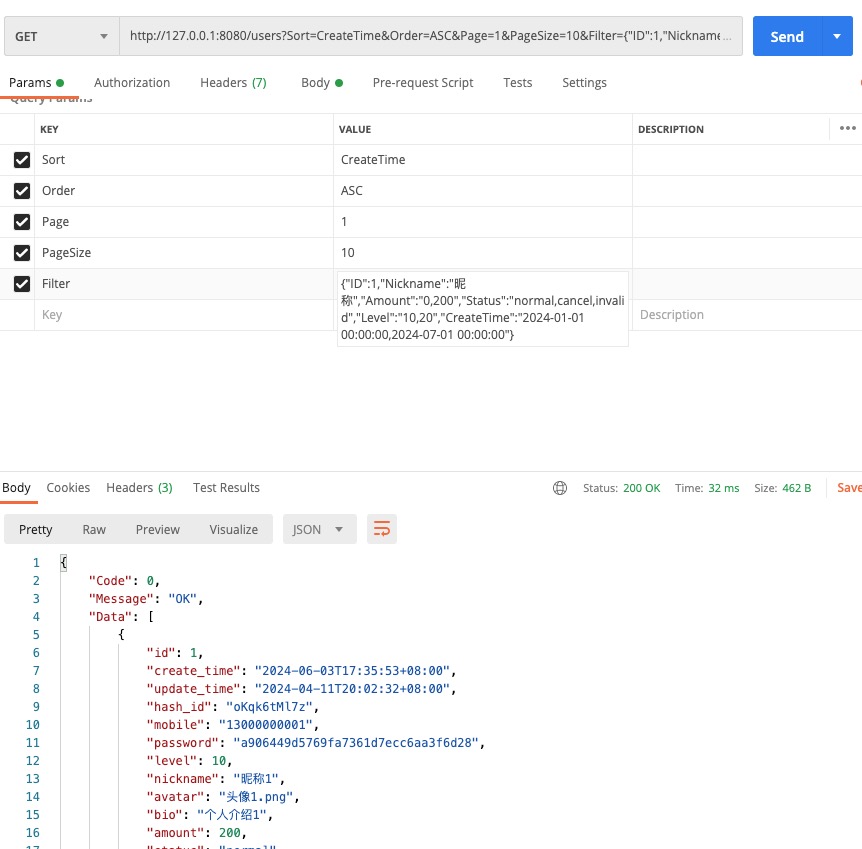 GET http://127.0.0.1:8080/users?Sort=CreateTime&Order=ASC&Page=1&PageSize=10&Filter={"ID":1,"Nickname... Send
Params Authorization Headers (7) Body Pre-request Script Tests Settings
Query Params
KEY VALUE DESCRIPTION
Sort CreateTime
Order ASC
Page 1
PageSize 10
Filter {"ID":1,"Nickname":"昵
称","Amount":"0,200","Status":"normal,cancel,invali
d","Level":"10,20","CreateTime":"2024-01-01
00:00:00,2024-07-01 00:00:00"}
Key Description
Body Cookies Headers (3) Test Results Status: 200 OK Time: 32 ms Size: 462 B Save
Pretty Raw Preview Visualize JSON
1 {
2 "Code": 0,
3 "Message": "OK",
4 "Data": [
5 {
6 "id": 1,
7 "create_time": "2024-06-03T17:35:53+08:00",
8 "update_time": "2024-04-11T20:02:32+08:00",
9 "hash_id": "oKqk6tMl7z",
10 "mobile": "13000000001",
11 "password": "a906449d5769fa7361d7ecc6aa3f6d28",
12 "level": 10,
13 "nickname": "昵称1",
14 "avatar": "头像1.png",
15 "bio": "个人介绍1",
16 "amount": 200,
17 "status": "normal"